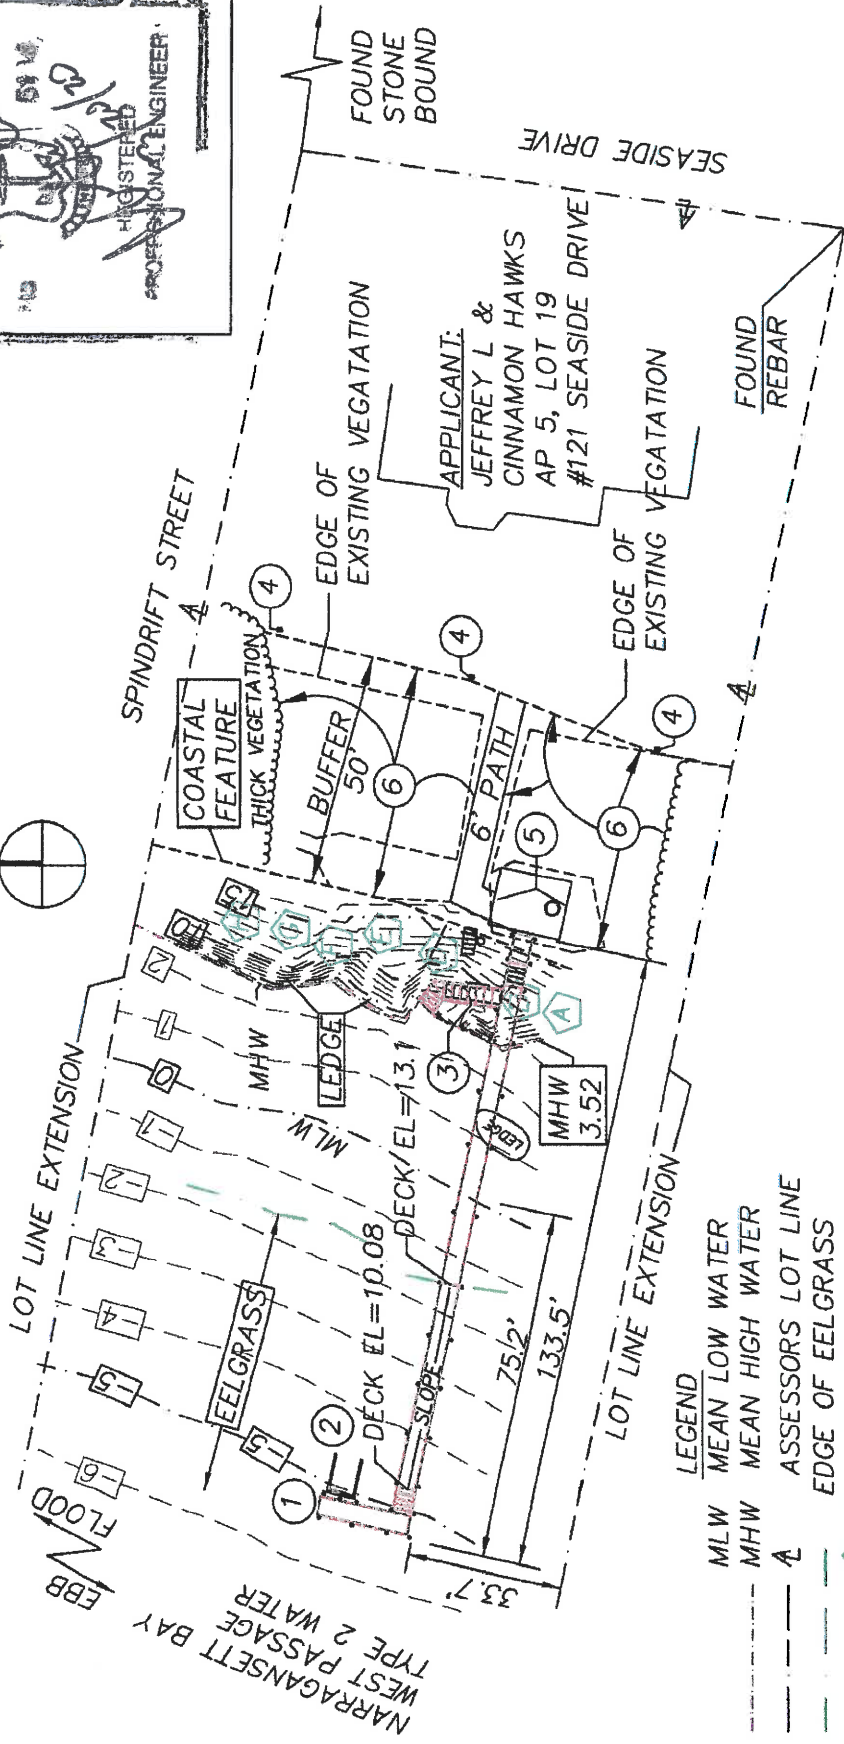 REGISTERED
PROFESSIONAL ENGINEER
FOUND
STONE
BOUND
SEASIDE DRIVE
APPLICANT:
JEFFREY L &
CINNAMON HAWKS
AP 5, LOT 19
#121 SEASIDE DRIVE
FOUND
REBAR
SPINDRIFT STREET
EDGE OF
EXISTING VEGATATION
EDGE OF
EXISTING VEGATATION
4
4
4
COASTAL
FEATURE
THICK VEGETATION
BUFFER
50'
6
6' PATH
5
6
LOT LINE EXTENSION
13
10
2
1
0
-1
-2
-3
-4
-5
-5
-6
H
G
F
E
A
MHW
LEDGE
MLW
3
LEDGE
MHW
3.52
DECK EL=13.1
DECK EL=10.08
SLOPE
EELGRASS
1
2
75.2'
133.5'
33.7'
LOT LINE EXTENSION
FLOOD
EBB
NARRAGANSETT BAY
WEST PASSAGE
TYPE 2 WATER
LEGEND
MLW MEAN LOW WATER
MHW MEAN HIGH WATER
ASSESSORS LOT LINE
EDGE OF EELGRASS